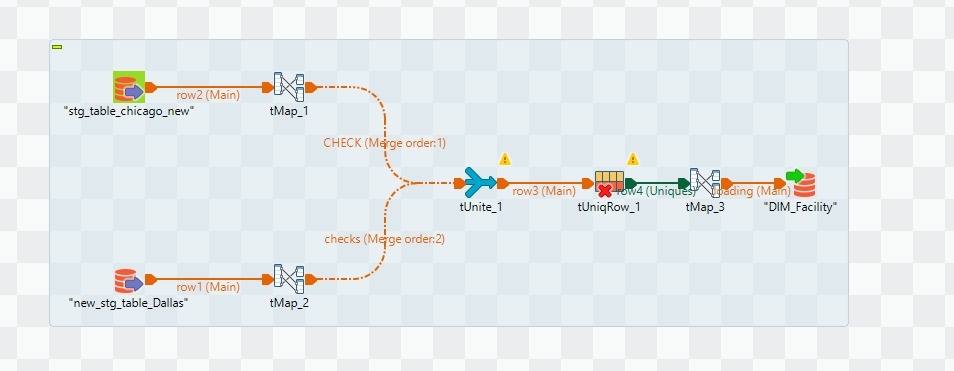 row2 (Main)
"stg_table_chicago_new"
tMap_1
CHECK (Merge order:1)
row3 (Main)
row4 (Uniques)
loading (Main)
tUnite_1
tUniqRow_1
tMap_3
"DIM_Facility"
checks (Merge order:2)
row1 (Main)
"new_stg_table_Dallas"
tMap_2